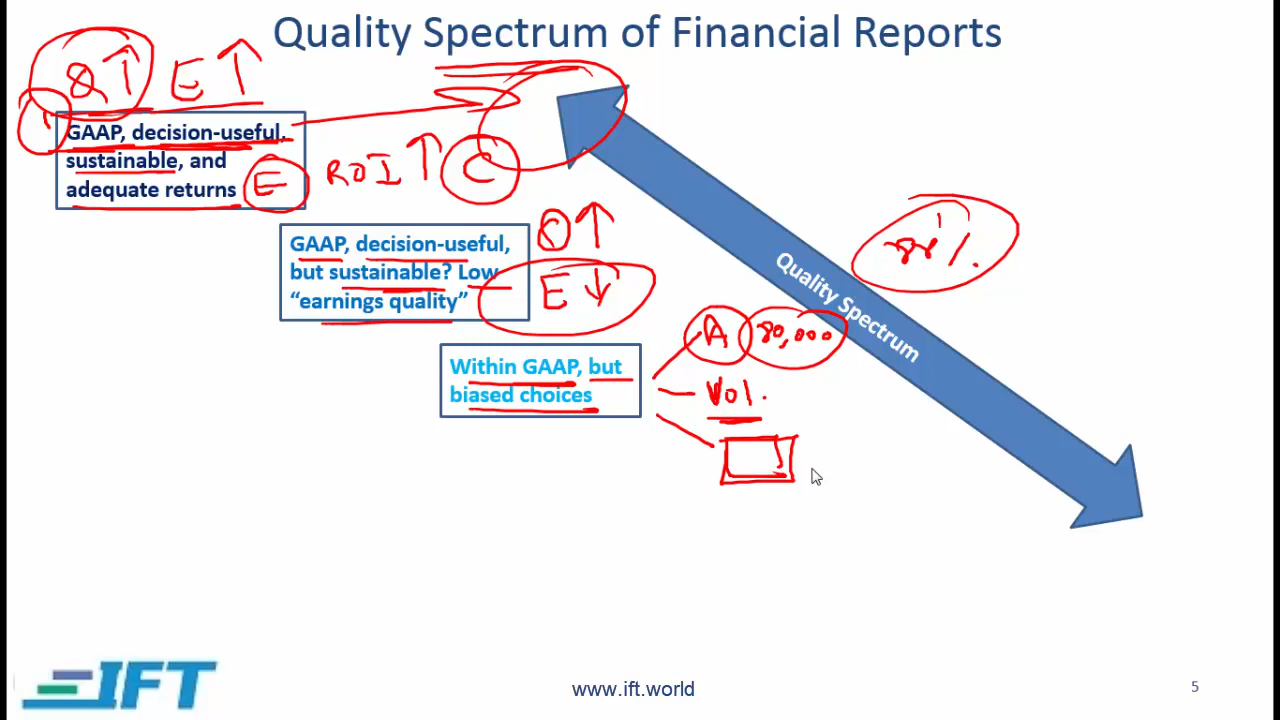 Quality Spectrum of Financial Reports
Q↑ E↑
GAAP, decision-useful,
sustainable, and
adequate returns
E ROI↑ C
GAAP, decision-useful,
but sustainable? Low
“earnings quality”
Q↑
E↓
Within GAAP, but
biased choices
A 80,000
Vol.
Quality Spectrum
IFT
www.ift.world
5